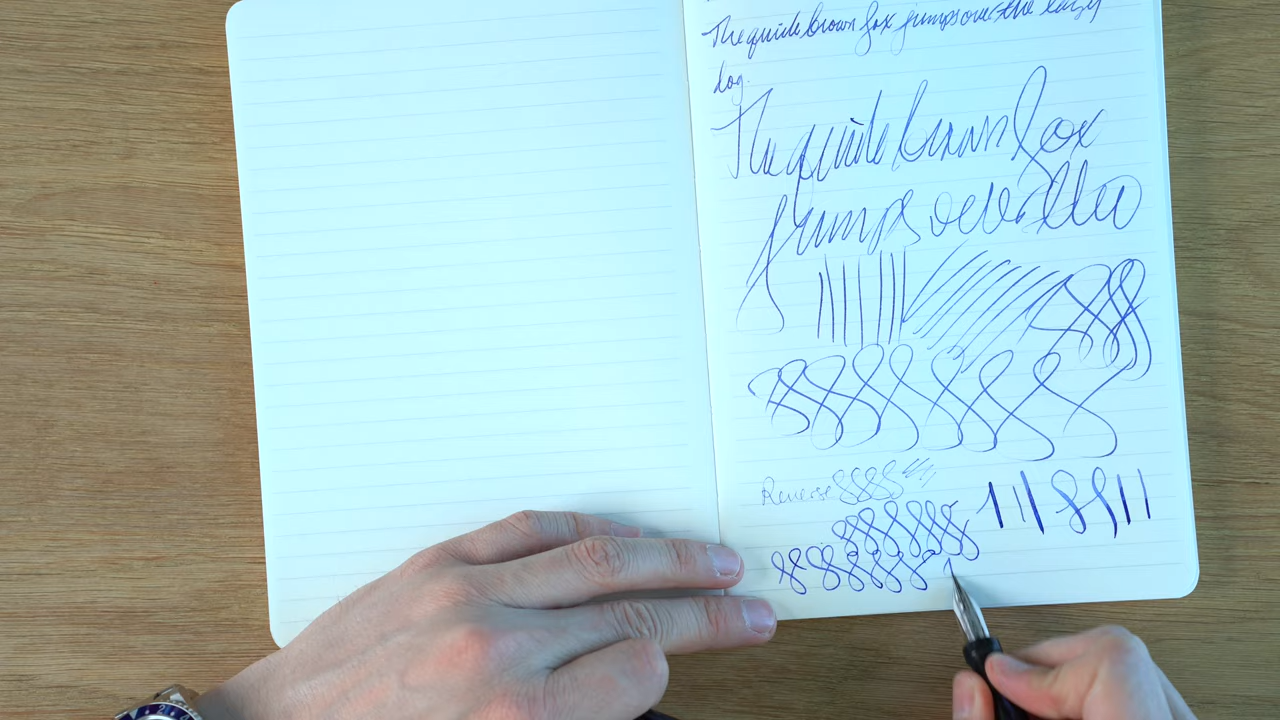 The quick brown fox jumps over the lazy
dog.
The quick brown fox
jumps over the
Reverse